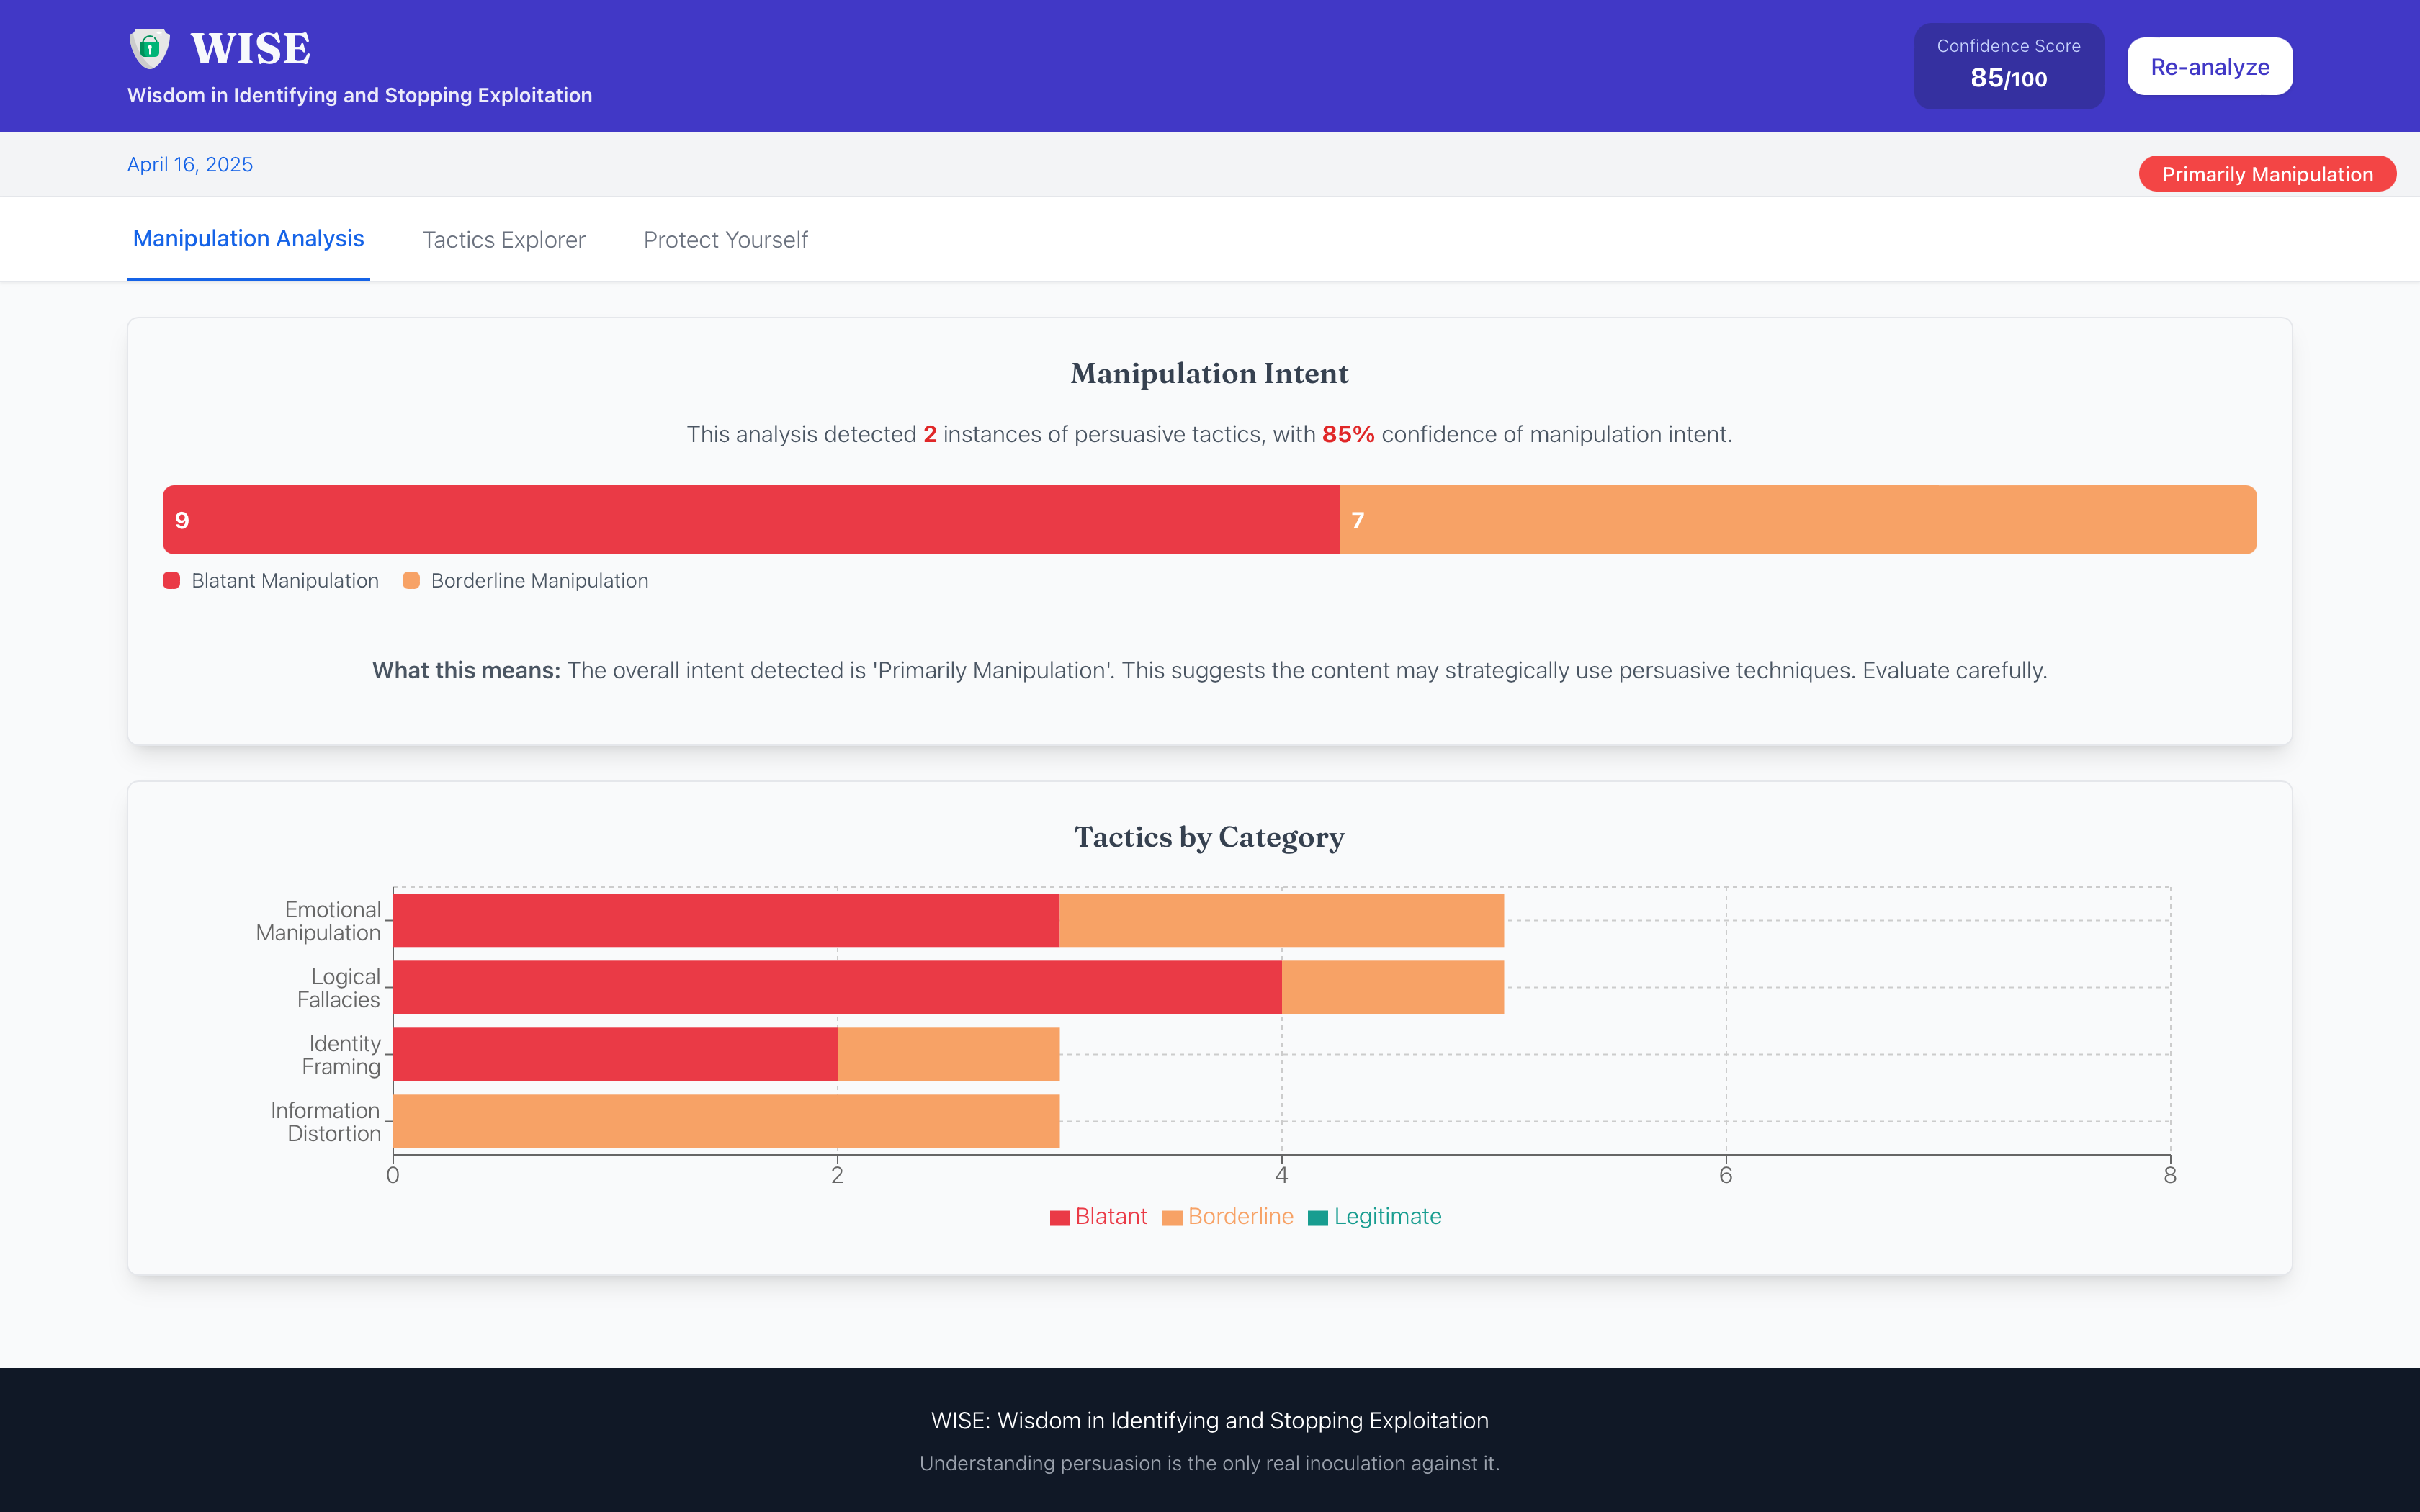 WISE
Wisdom in Identifying and Stopping Exploitation
Confidence Score
85/100
Re-analyze
April 16, 2025
Primarily Manipulation
Manipulation Analysis
Tactics Explorer
Protect Yourself
Manipulation Intent
This analysis detected 2 instances of persuasive tactics, with 85% confidence of manipulation intent.
9
7
Blatant Manipulation
Borderline Manipulation
What this means: The overall intent detected is 'Primarily Manipulation'. This suggests the content may strategically use persuasive techniques. Evaluate carefully.
Tactics by Category
Emotional
Manipulation
Logical
Fallacies
Identity
Framing
Information
Distortion
0
2
4
6
8
Blatant
Borderline
Legitimate
WISE: Wisdom in Identifying and Stopping Exploitation
Understanding persuasion is the only real inoculation against it.